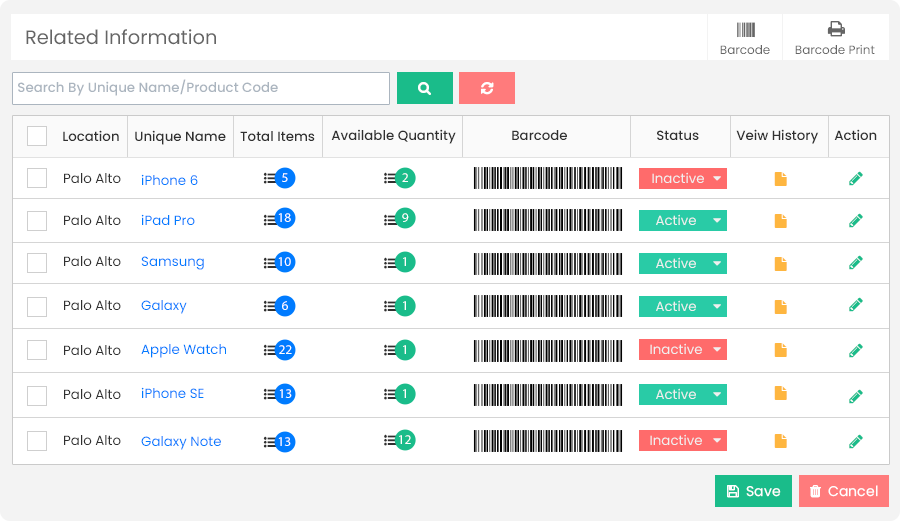 Related Information
Barcode
Barcode Print
Search By Unique Name/Product Code
Location Unique Name Total Items Available Quantity Barcode Status Veiw History Action
Palo Alto iPhone 6 5 2 Inactive
Palo Alto iPad Pro 18 9 Active
Palo Alto Samsung 10 1 Active
Palo Alto Galaxy 6 1 Active
Palo Alto Apple Watch 22 1 Inactive
Palo Alto iPhone SE 13 1 Active
Palo Alto Galaxy Note 13 12 Inactive
Save Cancel